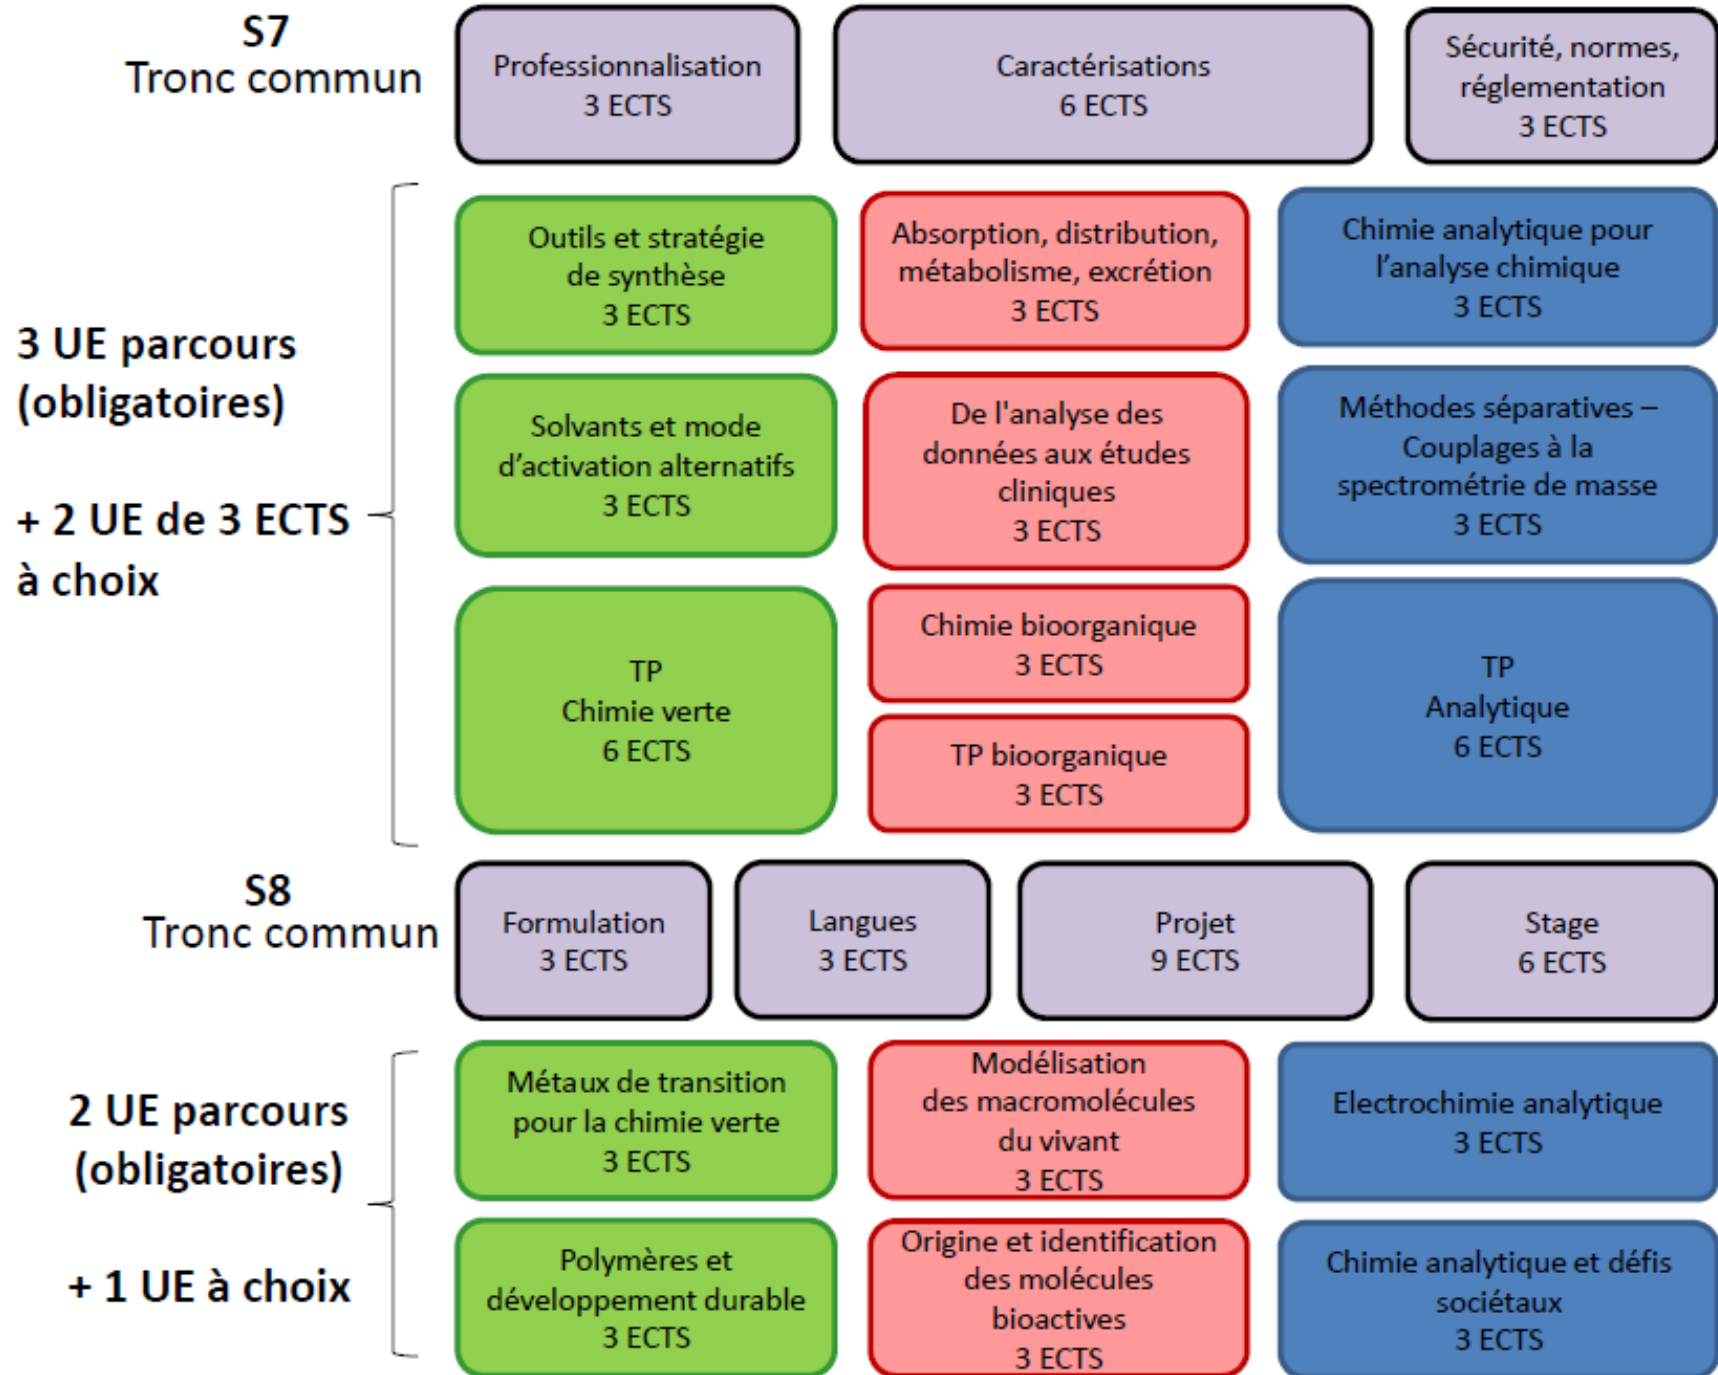 S7
Tronc commun
Professionnalisation
3 ECTS
Caractérisations
6 ECTS
Sécurité, normes,
réglementation
3 ECTS
3 UE parcours
(obligatoires)
+ 2 UE de 3 ECTS
à choix
Outils et stratégie
de synthèse
3 ECTS
Absorption, distribution,
métabolisme, excrétion
3 ECTS
Chimie analytique pour
l’analyse chimique
3 ECTS
Solvants et mode
d’activation alternatifs
3 ECTS
De l'analyse des
données aux études
cliniques
3 ECTS
Méthodes séparatives –
Couplages à la
spectrométrie de masse
3 ECTS
TP
Chimie verte
6 ECTS
Chimie bioorganique
3 ECTS
TP bioorganique
3 ECTS
TP
Analytique
6 ECTS
S8
Tronc commun
Formulation
3 ECTS
Langues
3 ECTS
Projet
9 ECTS
Stage
6 ECTS
2 UE parcours
(obligatoires)
+ 1 UE à choix
Métaux de transition
pour la chimie verte
3 ECTS
Modélisation
des macromolécules
du vivant
3 ECTS
Electrochimie analytique
3 ECTS
Polymères et
développement durable
3 ECTS
Origine et identification
des molécules
bioactives
3 ECTS
Chimie analytique et défis
sociétaux
3 ECTS